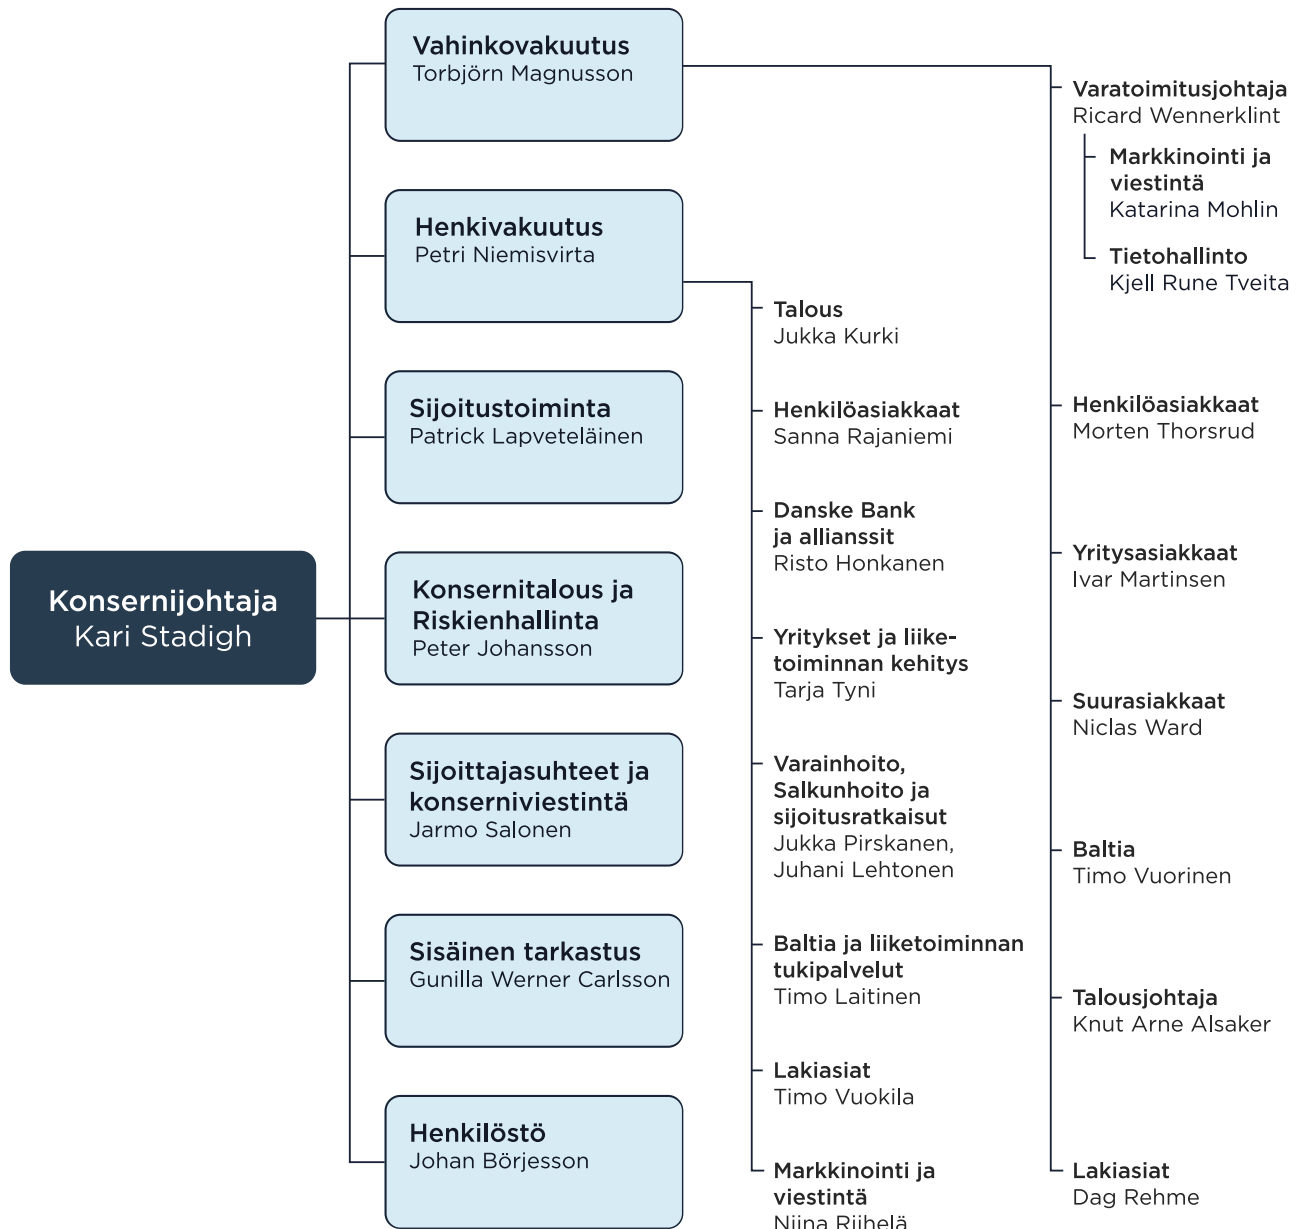 Konsernijohtaja
Kari Stadigh
Vahinkovakuutus
Torbjörn Magnusson
Henkivakuutus
Petri Niemisvirta
Sijoitustoiminta
Patrick Lapveteläinen
Konsernitalous ja
Riskienhallinta
Peter Johansson
Sijoittajasuhteet ja
konserniviestintä
Jarmo Salonen
Sisäinen tarkastus
Gunilla Werner Carlsson
Henkilöstö
Johan Börjesson
Talous
Jukka Kurki
Henkilöasiakkaat
Sanna Rajaniemi
Danske Bank
ja allianssit
Risto Honkanen
Yritykset ja liike-
toiminnan kehitys
Tarja Tyni
Varainhoito,
Salkunhoito ja
sijoitusratkaisut
Jukka Pirskanen,
Juhani Lehtonen
Baltia ja liiketoiminnan
tukipalvelut
Timo Laitinen
Lakiasiat
Timo Vuokila
Markkinointi ja
viestintä
Niina Riihelä
Varatoimitusjohtaja
Ricard Wennerklint
Markkinointi ja
viestintä
Katarina Mohlin
Tietohallinto
Kjell Rune Tveita
Henkilöasiakkaat
Morten Thorsrud
Yritysasiakkaat
Ivar Martinsen
Suurasiakkaat
Niclas Ward
Baltia
Timo Vuorinen
Talousjohtaja
Knut Arne Alsaker
Lakiasiat
Dag Rehme